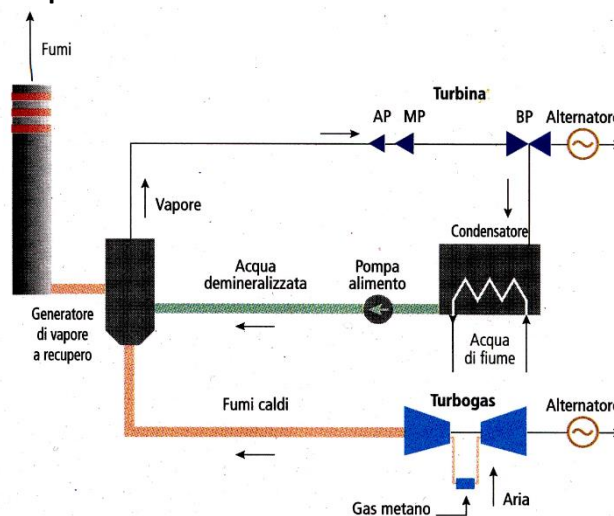 Fumi
Turbina
AP
MP
BP
Alternatore
Vapore
Condensatore
Acqua
demineralizzata
Pompa
alimento
Generatore
di vapore
a recupero
Acqua
di fiume
Fumi caldi
Turbogas
Alternatore
Gas metano
Aria